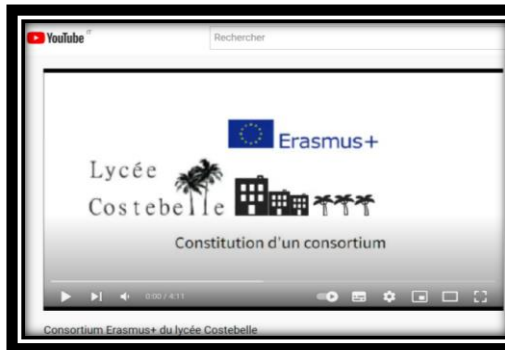 YouTube
Rechercher
Erasmus+
Lycée
Costebelle
Constitution d'un consortium
0:00 / 4:11
Consortium Erasmus+ du lycée Costebelle